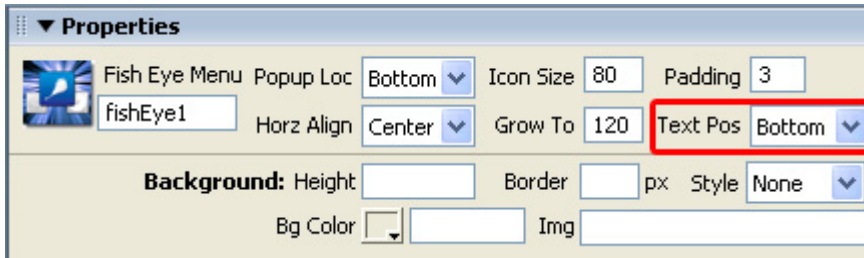 Properties
Fish Eye Menu Popup Loc Bottom Icon Size 80 Padding 3
fishEye1 Horz Align Center Grow To 120 Text Pos Bottom
Background: Height Border px Style None
Bg Color Img